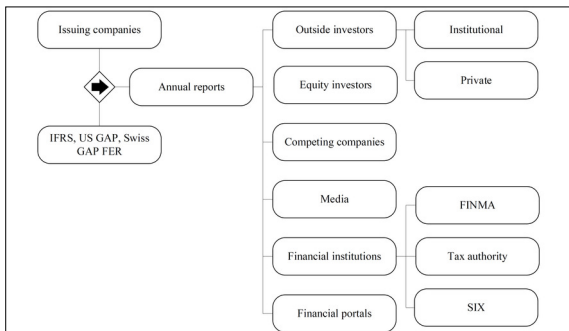 Issuing companies
Outside investors
Institutional
Annual reports
Equity investors
Private
IFRS, US GAP, Swiss
GAP FER
Competing companies
Media
FINMA
Financial institutions
Tax authority
Financial portals
SIX